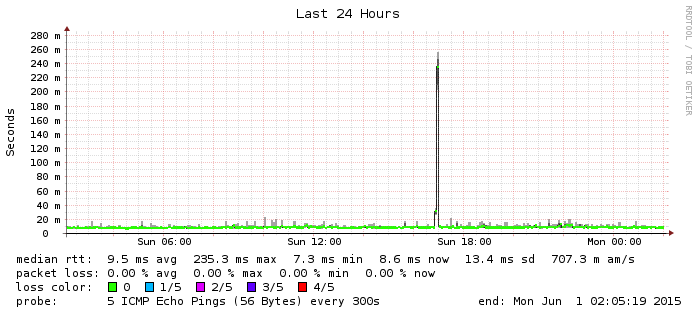 Last 24 Hours
RRDTOOL / TOBI OETIKER
Seconds
280 m
260 m
240 m
220 m
200 m
180 m
160 m
140 m
120 m
100 m
80 m
60 m
40 m
20 m
0
Sun 06:00 Sun 12:00 Sun 18:00 Mon 00:00
median rtt: 9.5 ms avg 235.3 ms max 7.3 ms min 8.6 ms now 13.4 ms sd 707.3 m am/s
packet loss: 0.00 % avg 0.00 % max 0.00 % min 0.00 % now
loss color: 0 1/5 2/5 3/5 4/5
probe: 5 ICMP Echo Pings (56 Bytes) every 300s end: Mon Jun 1 02:05:19 2015